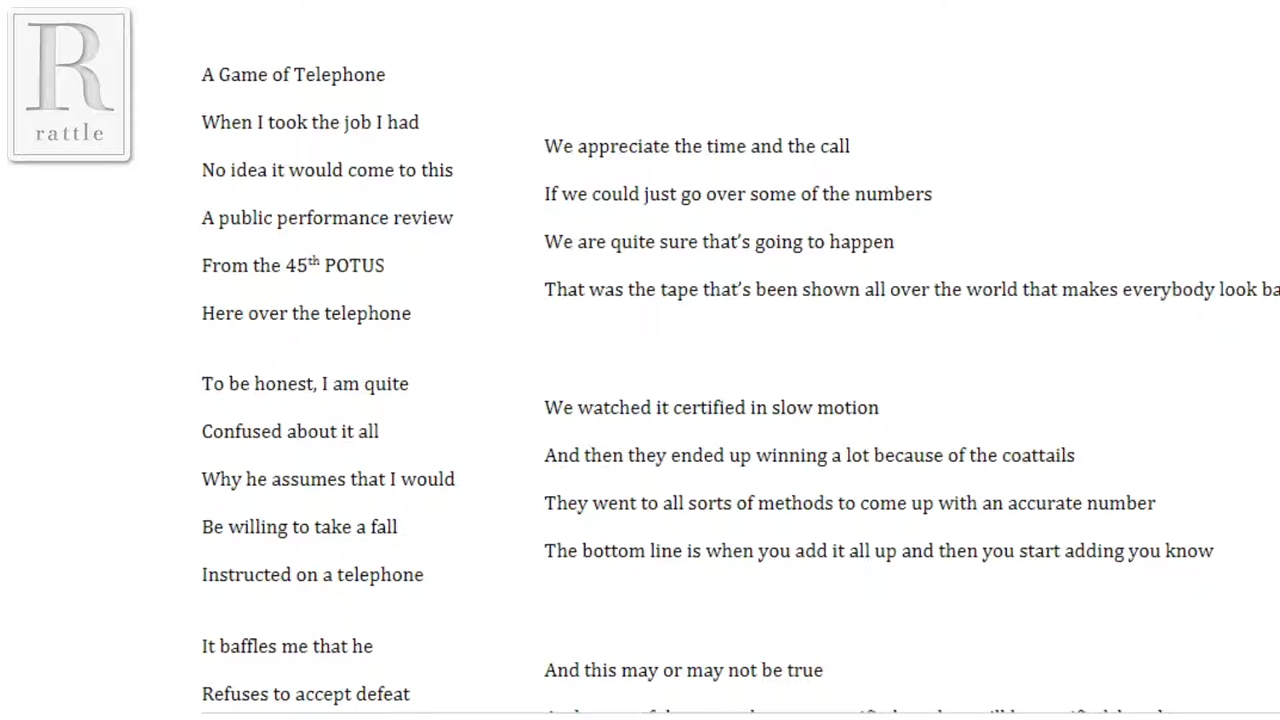 R
rattle
A Game of Telephone
When I took the job I had
We appreciate the time and the call
No idea it would come to this
If we could just go over some of the numbers
A public performance review
We are quite sure that’s going to happen
From the 45th POTUS
That was the tape that’s been shown all over the world that makes everybody look
Here over the telephone
To be honest, I am quite
We watched it certified in slow motion
Confused about it all
And then they ended up winning a lot because of the coattails
Why he assumes that I would
They went to all sorts of methods to come up with an accurate number
Be willing to take a fall
The bottom line is when you add it all up and then you start adding you know
Instructed on a telephone
It baffles me that he
And this may or may not be true
Refuses to accept defeat